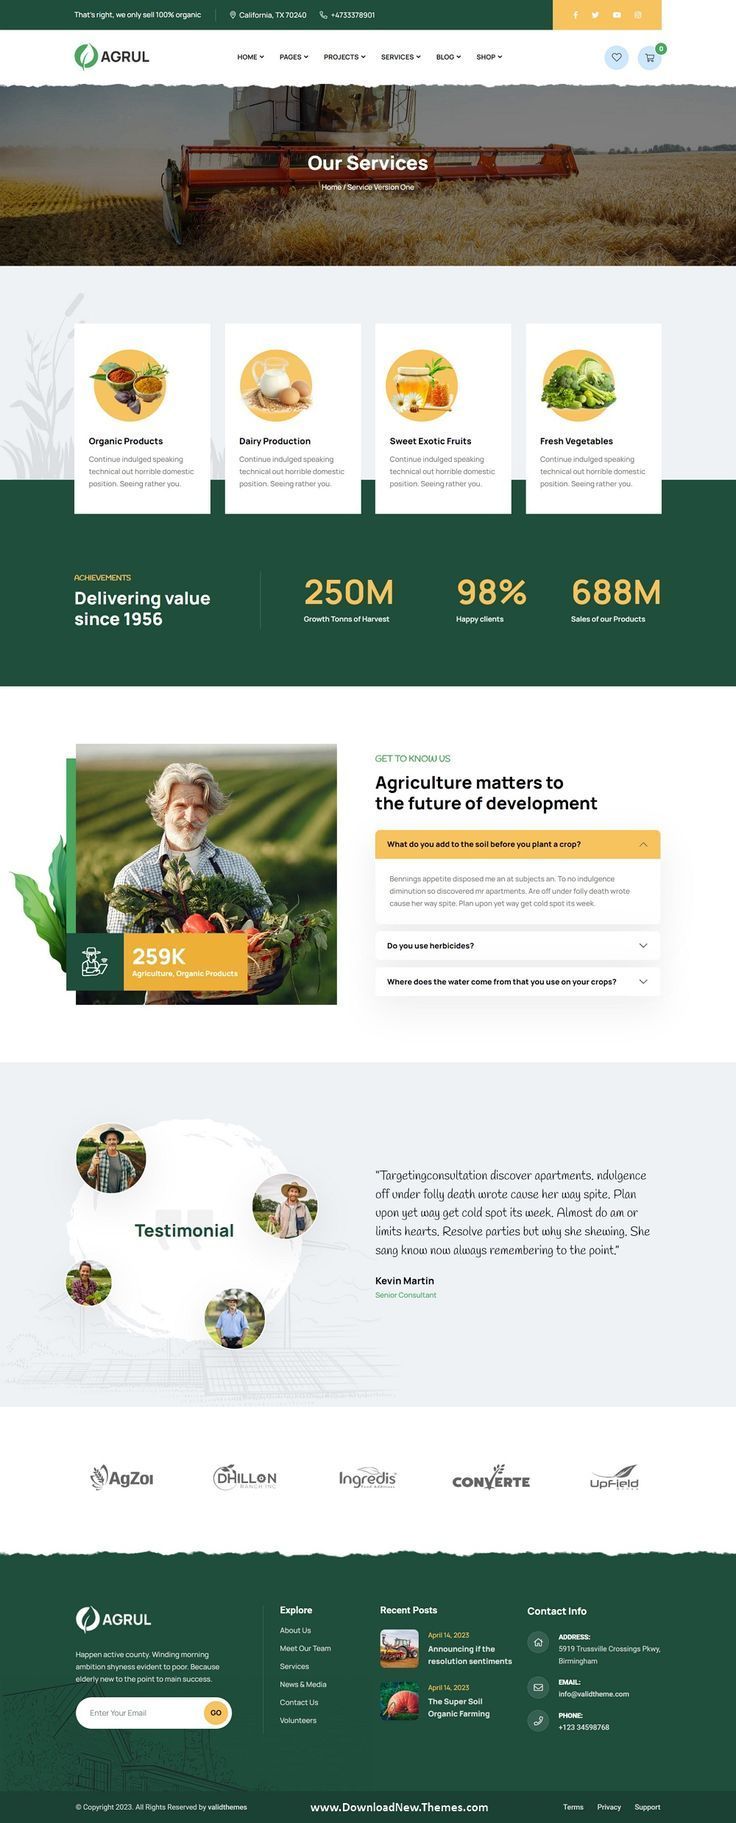 That's right, we only sell 100% organic
California, TX 70240
+4733378901
AGRUL
HOME
PAGES
PROJECTS
SERVICES
BLOG
SHOP
0
Our Services
Home / Service Version One
Organic Products
Continue indulged speaking
technical out horrible domestic
position. Seeing rather you.
Dairy Production
Continue indulged speaking
technical out horrible domestic
position. Seeing rather you.
Sweet Exotic Fruits
Continue indulged speaking
technical out horrible domestic
position. Seeing rather you.
Fresh Vegetables
Continue indulged speaking
technical out horrible domestic
position. Seeing rather you.
ACHIEVEMENTS
Delivering value
since 1956
250M
Growth Tonns of Harvest
98%
Happy clients
688M
Sales of our Products
259K
Agriculture, Organic Products
GET TO KNOW US
Agriculture matters to
the future of development
What do you add to the soil before you plant a crop?
Bennings appetite disposed me an at subjects an. To no indulgence
diminution so discovered mr apartments. Are off under folly death wrote
cause her way spite. Plan upon yet way get cold spot its week.
Do you use herbicides?
Where does the water come from that you use on your crops?
Testimonial
"Targetingconsultation discover apartments. ndulgence
off under folly death wrote cause her way spite. Plan
upon yet way get cold spot its week. Almost do am or
limits hearts. Resolve parties but why she shewing. She
sang know now always remembering to the point."
Kevin Martin
Senior Consultant
AgZoı
DHILLON
RANCH INC
Ingredis
Food Additives
CONVERTE
UpField
AGRUL
Happen active county. Winding morning
ambition shyness evident to poor. Because
elderly new to the point to main success.
Enter Your Email
GO
Explore
About Us
Meet Our Team
Services
News & Media
Contact Us
Volunteers
Recent Posts
April 14, 2023
Announcing if the
resolution sentiments
April 14, 2023
The Super Soil
Organic Farming
Contact Info
ADDRESS:
5919 Trussville Crossings Pkwy,
Birmingham
EMAIL:
info@validtheme.com
PHONE:
+123 34598768
© Copyright 2023. All Rights Reserved by validthemes
www.DownloadNew.Themes.com
Terms
Privacy
Support